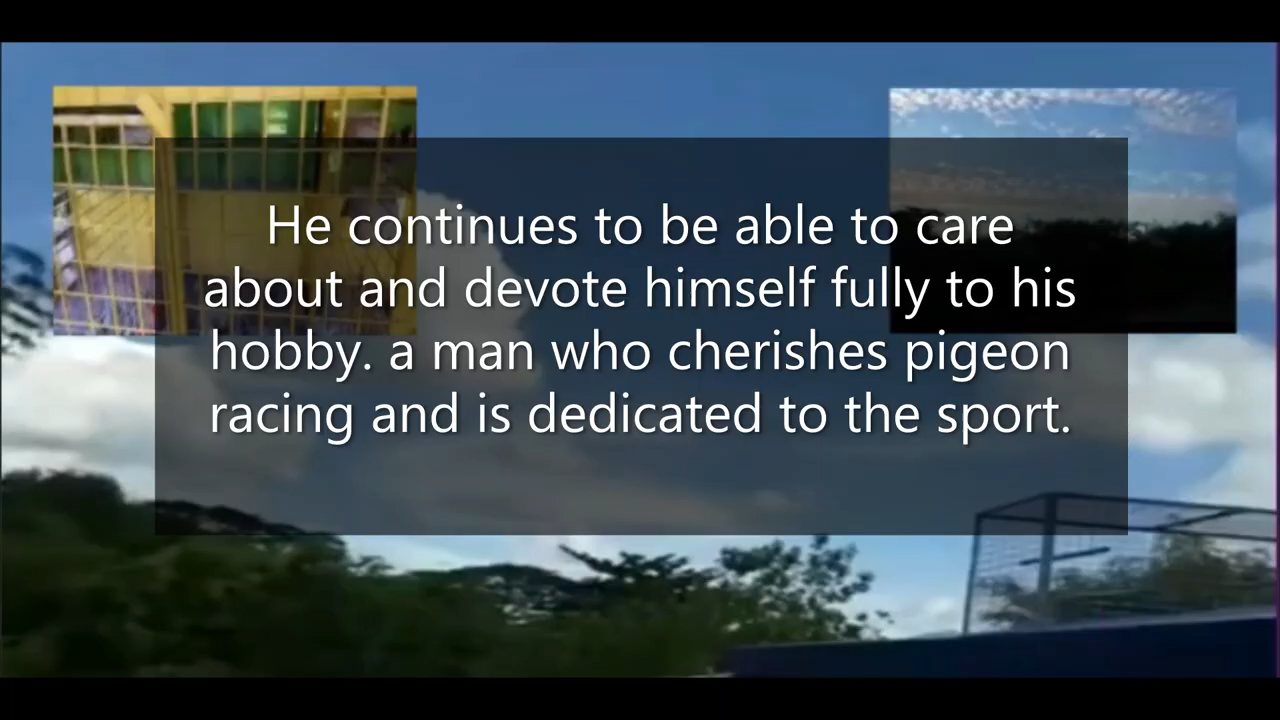 He continues to be able to care
about and devote himself fully to his
hobby. a man who cherishes pigeon
racing and is dedicated to the sport.